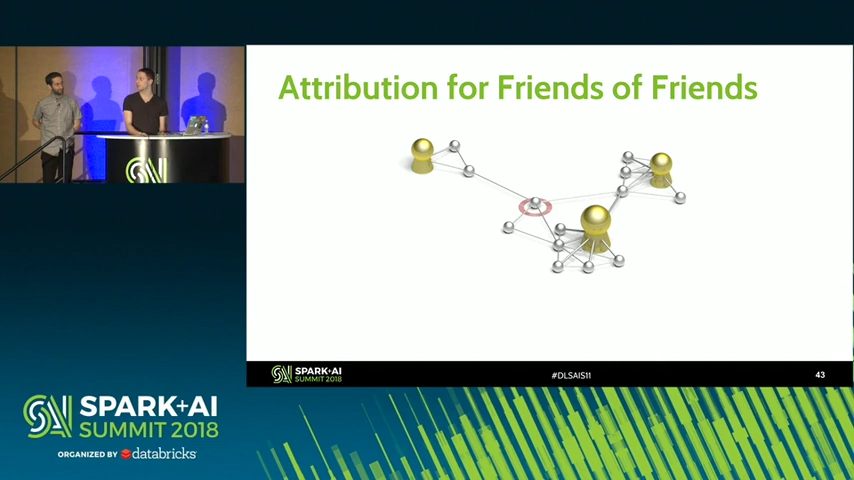 Attribution for Friends of Friends
SPARK+AI
SUMMIT 2018
#DLSAIS11
43
SPARK+AI
SUMMIT 2018
ORGANIZED BY databricks